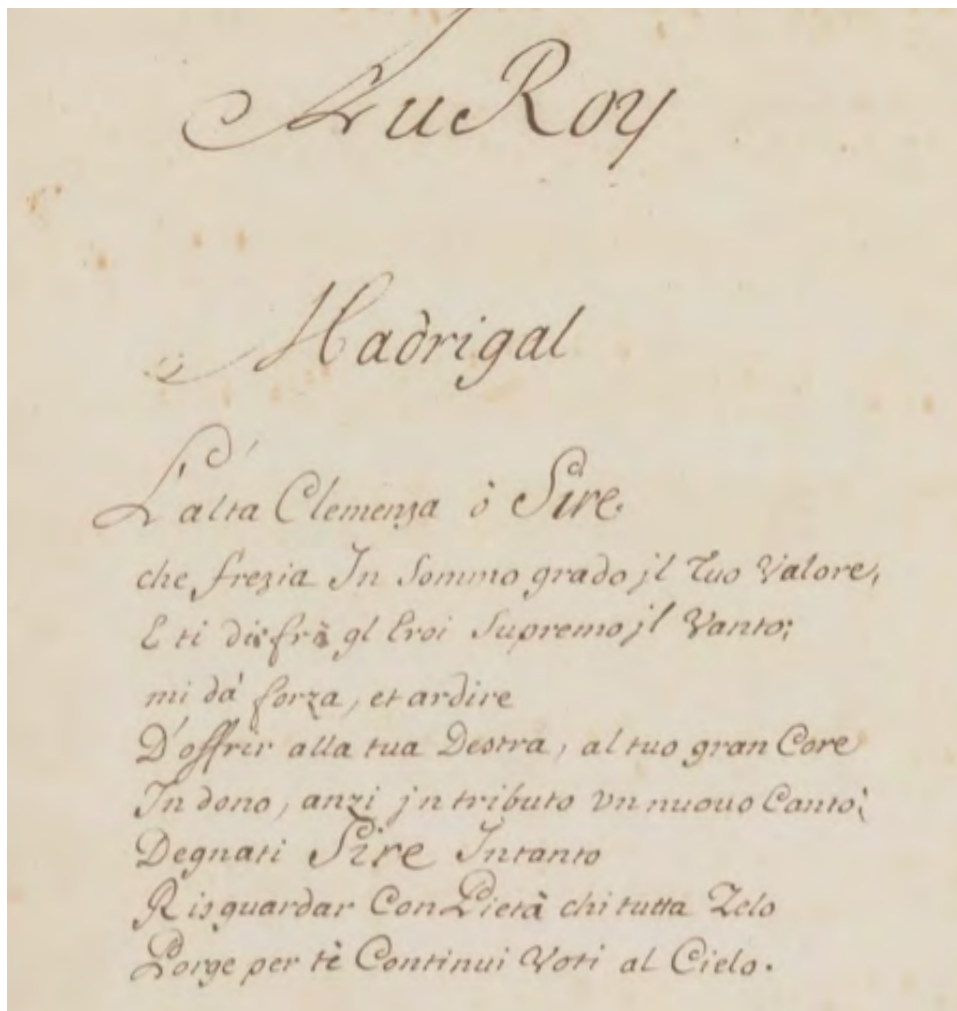 Au Roy
Madrigal
L'alta Clemenza ò Sire
che frezia In sommo grado jl Tuo Valore,
E ti frà gl Eroi Supremo jl Vanto;
mi dà forza, et ardire
D'offrir alla tua Destra, al tuo gran Core
In dono, anzi jn tributo vn nuouo Canto;
Degnati Sire Intanto
Risguardar Con Pietà chi tutta Zelo
Porge per tè Continui Voti al Cielo.